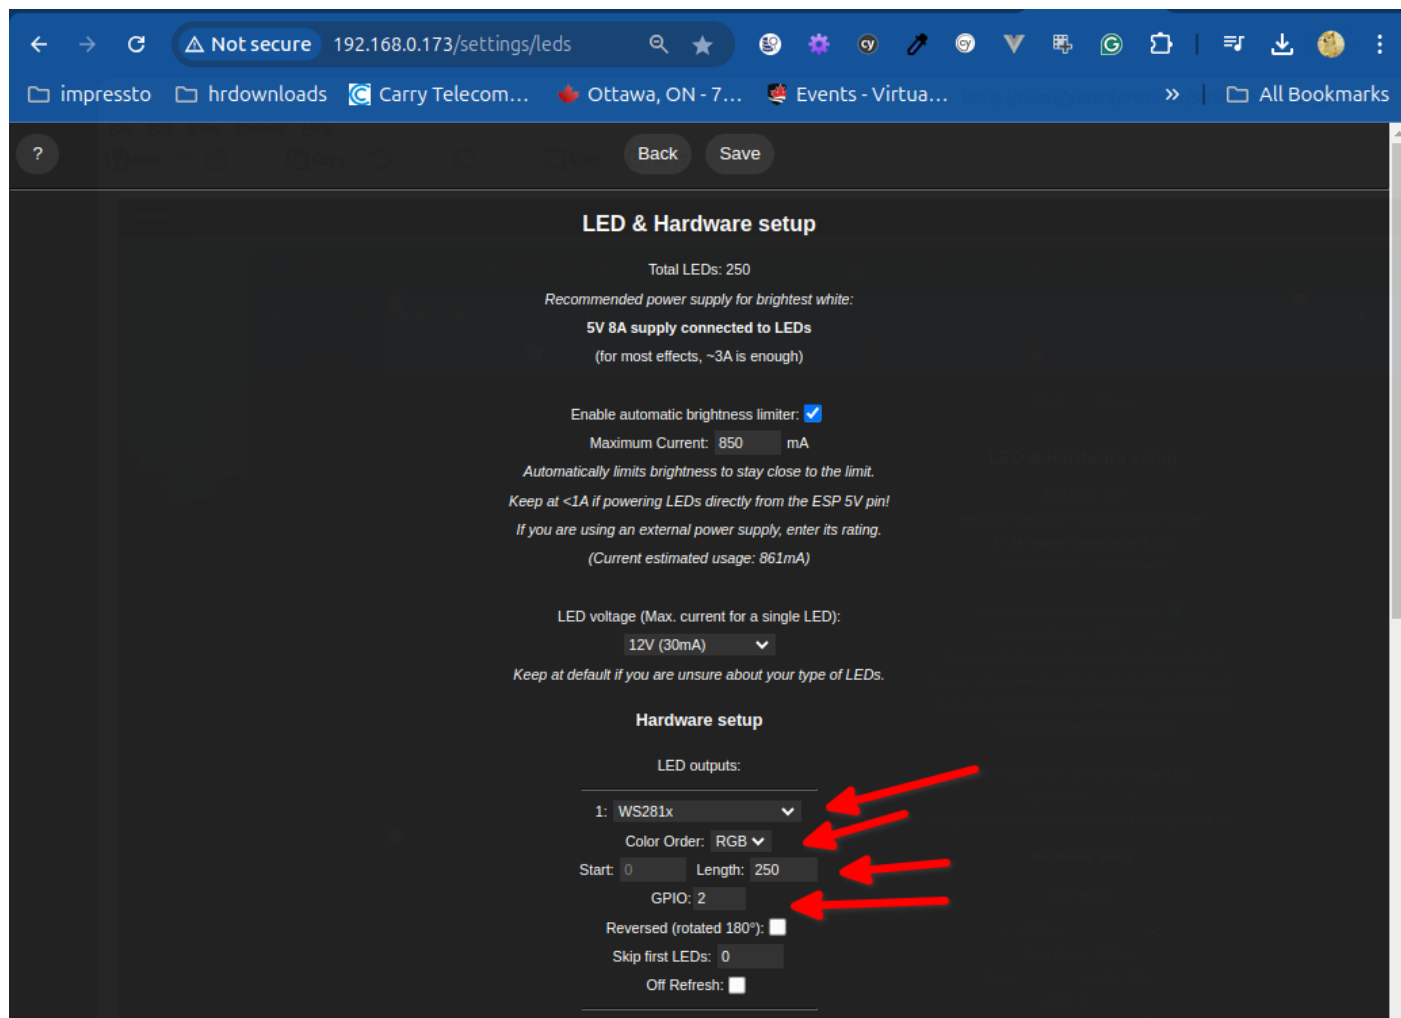 Not secure 192.168.0.173/settings/leds
impressto hrdownloads Carry Telecom... Ottawa, ON - 7... Events - Virtua... » All Bookmarks
? Back Save
LED & Hardware setup
Total LEDs: 250
Recommended power supply for brightest white:
5V 8A supply connected to LEDs
(for most effects, ~3A is enough)
Enable automatic brightness limiter:
Maximum Current: 850 mA
Automatically limits brightness to stay close to the limit.
Keep at <1A if powering LEDs directly from the ESP 5V pin!
If you are using an external power supply, enter its rating.
(Current estimated usage: 861mA)
LED voltage (Max. current for a single LED):
12V (30mA)
Keep at default if you are unsure about your type of LEDs.
Hardware setup
LED outputs:
1: WS281x
Color Order: RGB
Start: 0 Length: 250
GPIO: 2
Reversed (rotated 180°):
Skip first LEDs: 0
Off Refresh: